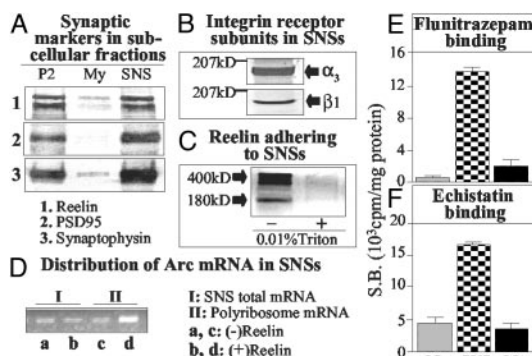 A Synaptic
markers in sub-
cellular fractions
P2 My SNS
1
2
3
1. Reelin
2. PSD95
3. Synaptophysin
B Integrin receptor
subunits in SNSs
207kD
α3
207kD
β1
C Reelin adhering
to SNSs
400kD
180kD
− +
0.01%Triton
D Distribution of Arc mRNA in SNSs
I II
a b c d
I: SNS total mRNA
II: Polyribosome mRNA
a, c: (-)Reelin
b, d: (+)Reelin
E Flunitrazepam
binding
16
12
8
4
0
F Echistatin
binding
20
15
10
5
0
S.B. (10³cpm/mg protein)